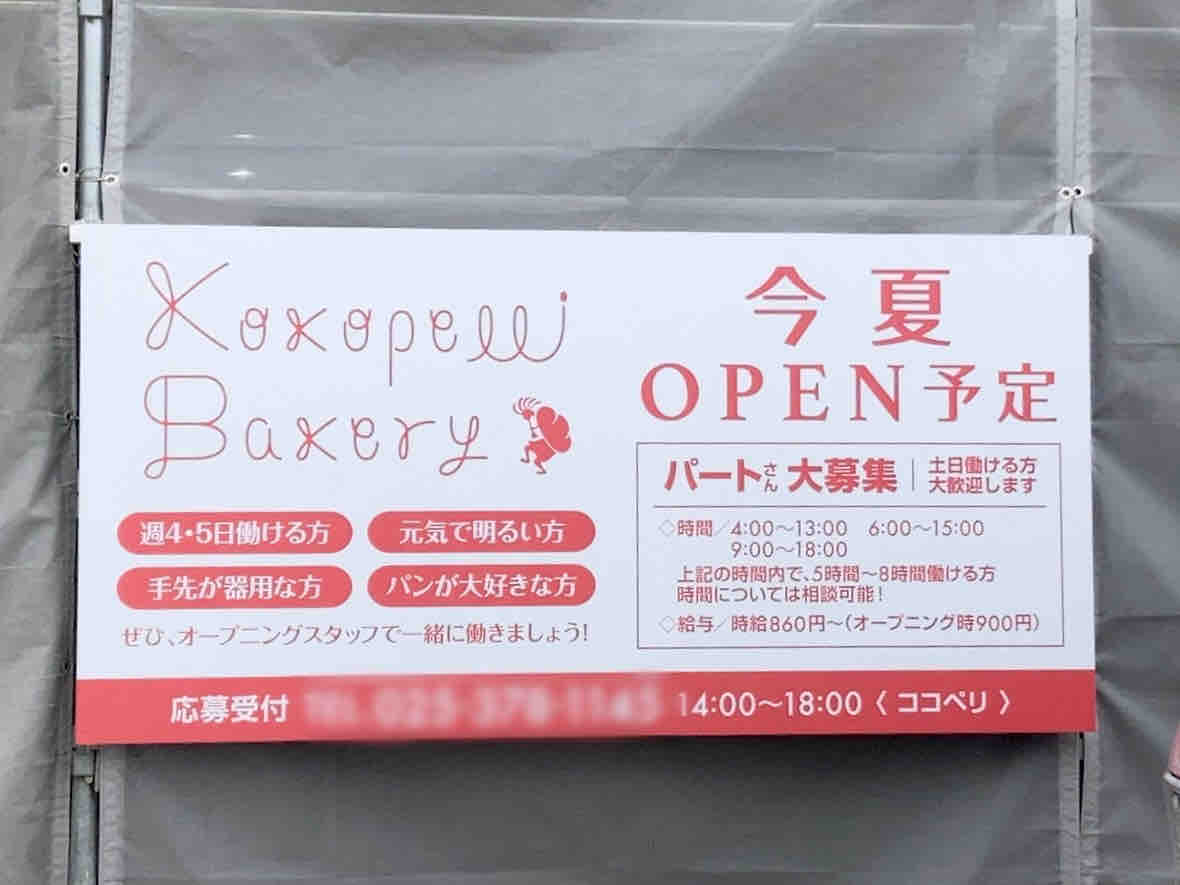 Kokopelli
Bakery
週4・5日働ける方
元気で明るい方
手先が器用な方
パンが大好きな方
ぜひ、オープニングスタッフで一緒に働きましょう!
今夏
OPEN予定
パートさん大募集
土日働ける方
大歓迎します
◇時間/4:00～13:00 6:00～15:00
9:00～18:00
上記の時間内で、5時間～8時間働ける方
時間については相談可能!
◇給与/時給860円～(オープニング時900円)
応募受付 14:00～18:00〈ココペリ〉